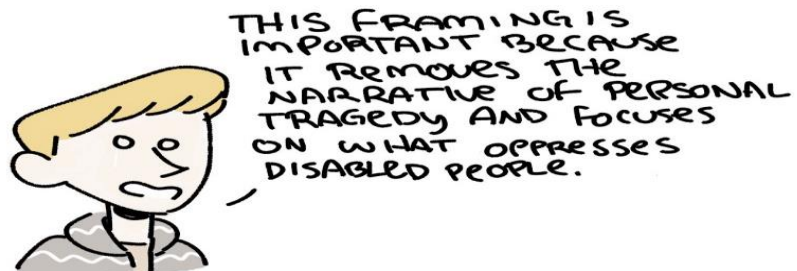 THIS FRAMING IS
IMPORTANT BECAUSE
IT REMOVES THE
NARRATIVE OF PERSONAL
TRAGEDY AND FOCUSES
ON WHAT OPPRESSES
DISABLED PEOPLE.